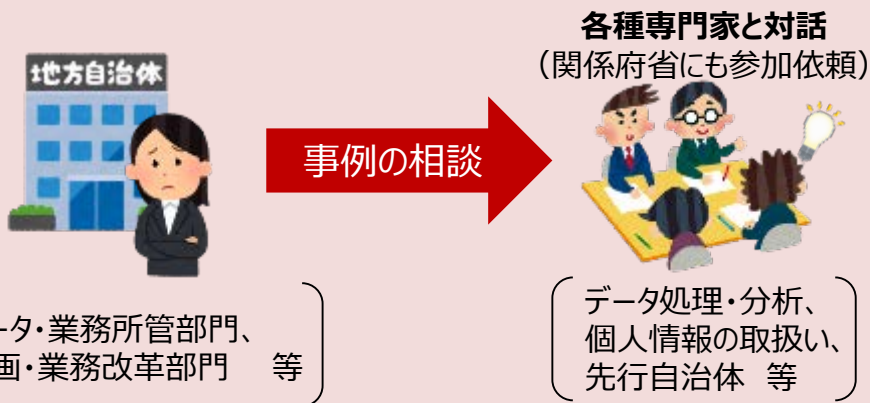 各種専門家と対話
（関係府省にも参加依頼）
地方自治体
事例の相談
ータ・業務所管部門、
画・業務改革部門　等
データ処理・分析、
個人情報の取扱い、
先行自治体 等